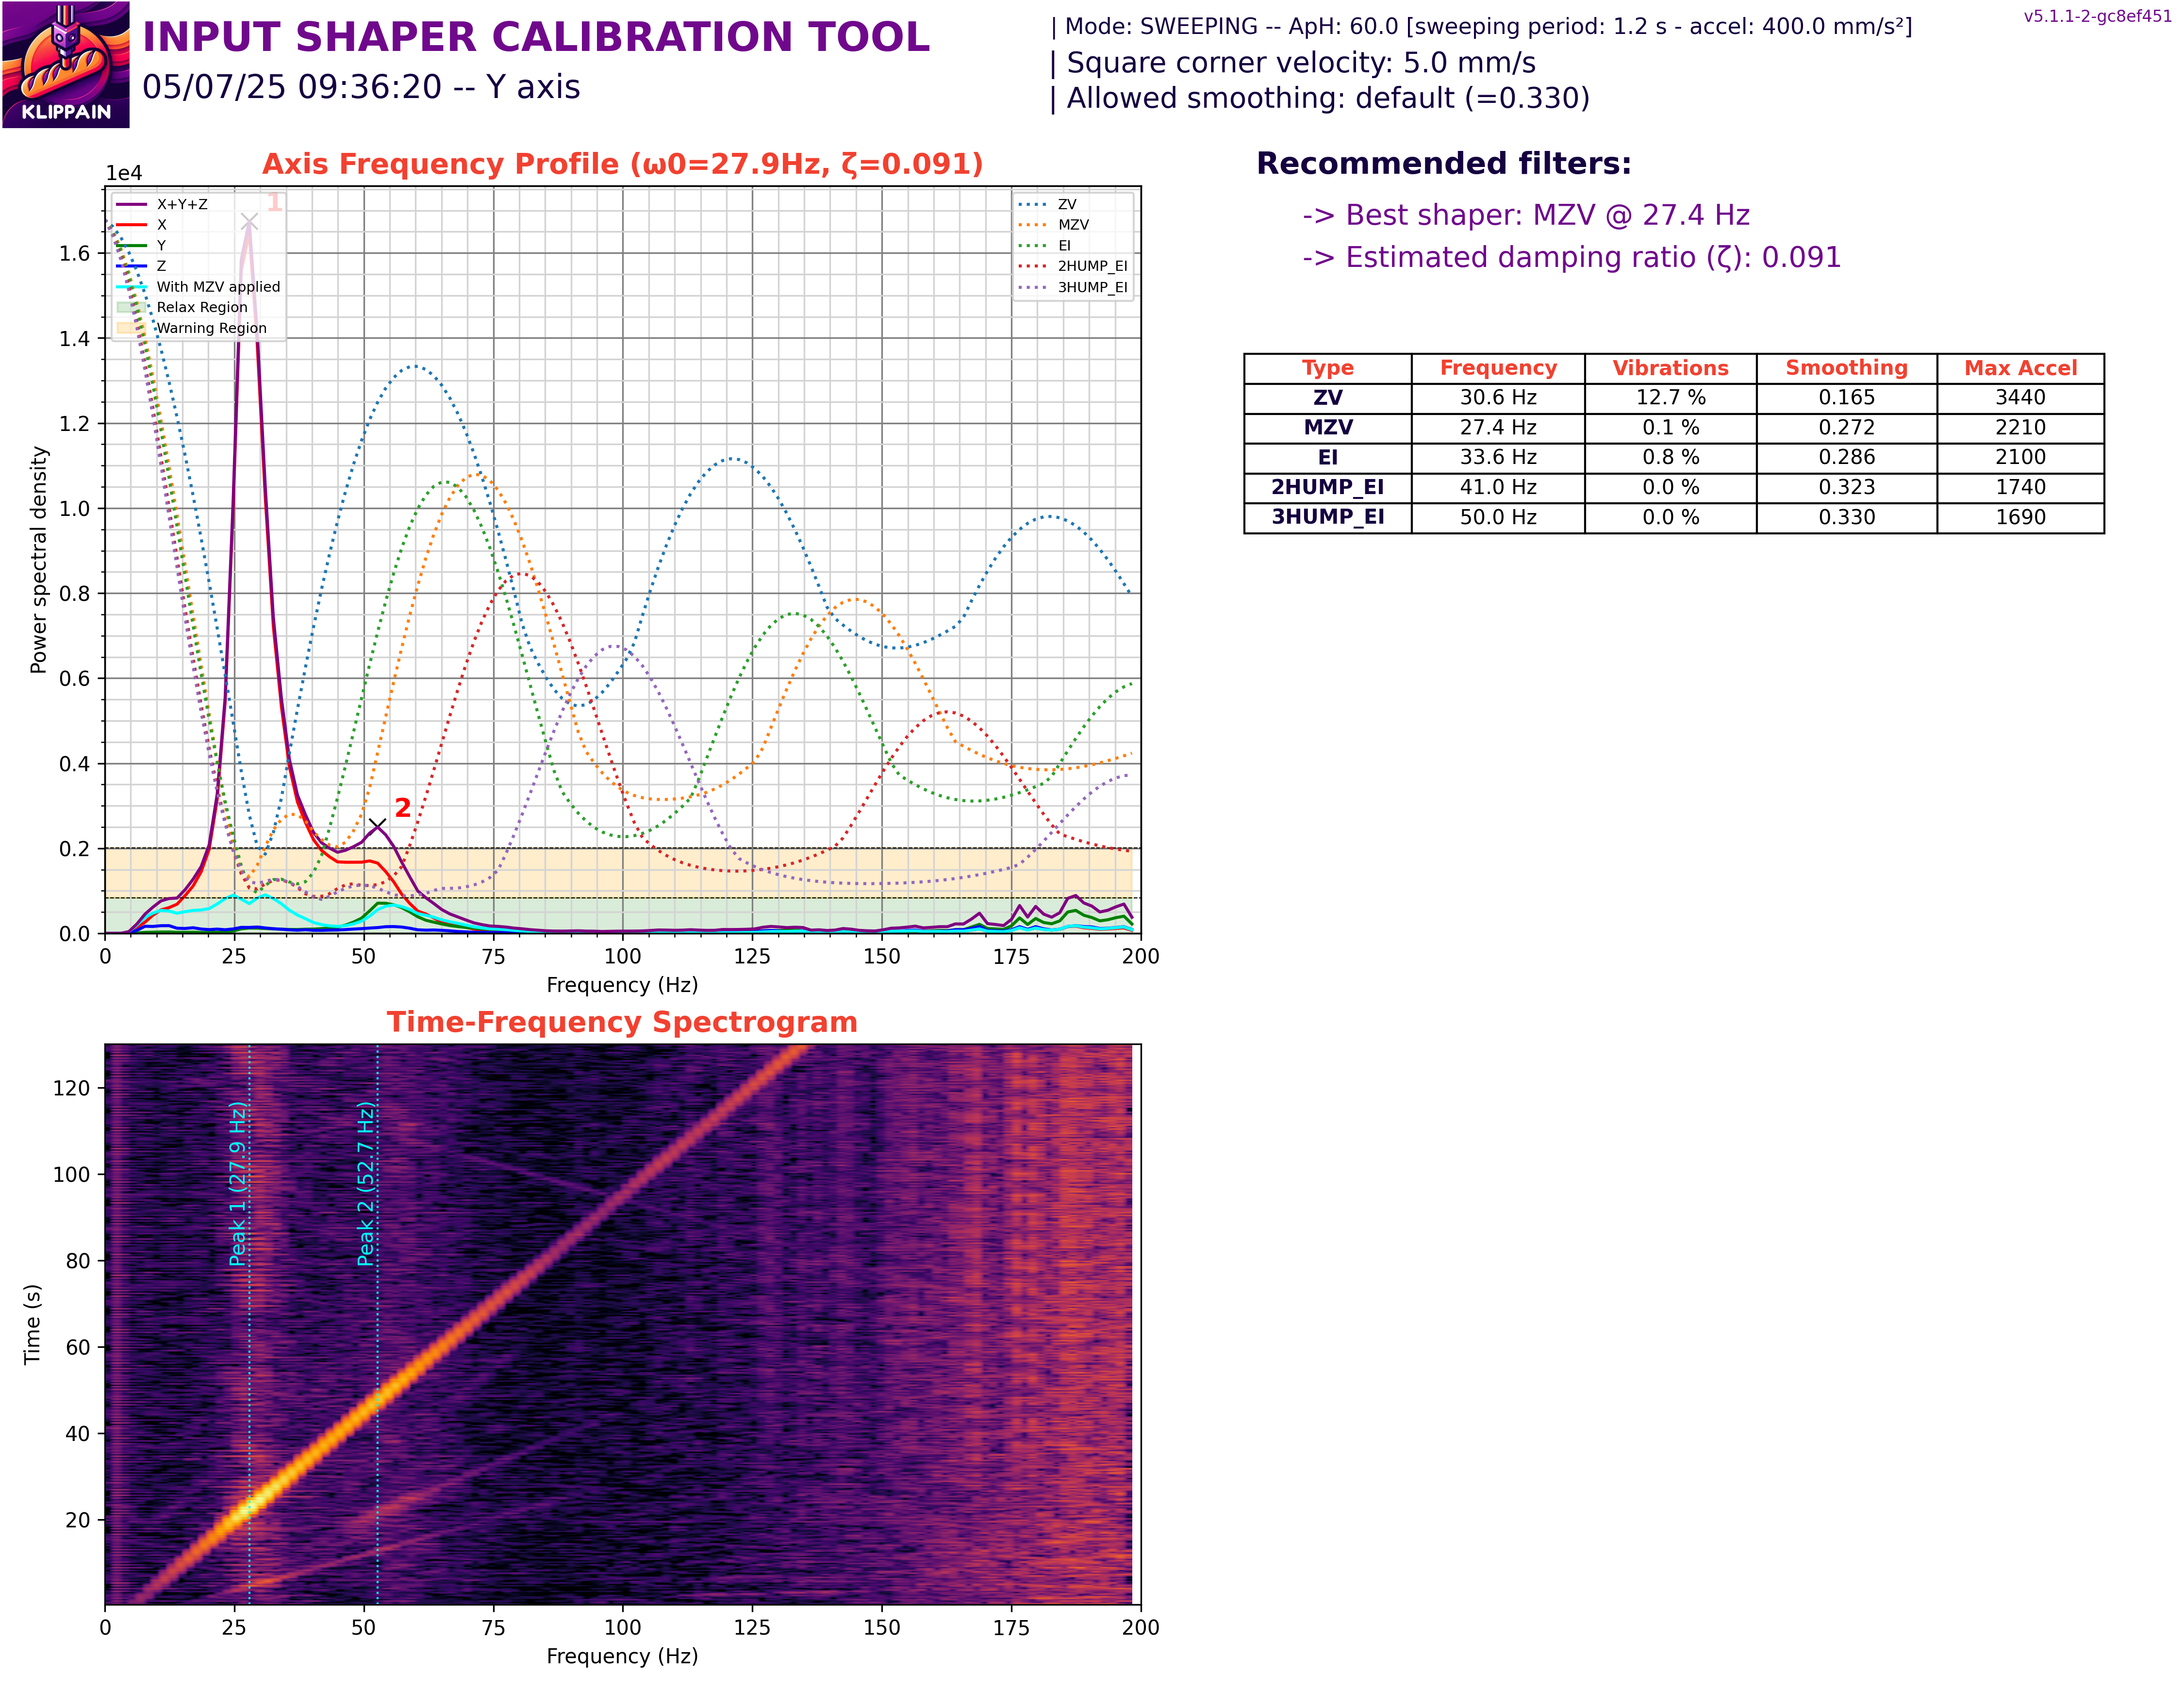 KLIPPAIN
INPUT SHAPER CALIBRATION TOOL
05/07/25 09:36:20 -- Y axis
| Mode: SWEEPING -- ApH: 60.0 [sweeping period: 1.2 s - accel: 400.0 mm/s²]
| Square corner velocity: 5.0 mm/s
| Allowed smoothing: default (=0.330)
v5.1.1-2-gc8ef451
Axis Frequency Profile (ω0=27.9Hz, ζ=0.091)
1e4
X+Y+Z
X
Y
Z
With MZV applied
Relax Region
Warning Region
1
2
ZV
MZV
EI
2HUMP_EI
3HUMP_EI
Power spectral density
1.6
1.4
1.2
1.0
0.8
0.6
0.4
0.2
0.0
0 25 50 75 100 125 150 175 200
Frequency (Hz)
Recommended filters:
-> Best shaper: MZV @ 27.4 Hz
-> Estimated damping ratio (ζ): 0.091
Type Frequency Vibrations Smoothing Max Accel
ZV 30.6 Hz 12.7 % 0.165 3440
MZV 27.4 Hz 0.1 % 0.272 2210
EI 33.6 Hz 0.8 % 0.286 2100
2HUMP_EI 41.0 Hz 0.0 % 0.323 1740
3HUMP_EI 50.0 Hz 0.0 % 0.330 1690
Time-Frequency Spectrogram
Time (s)
120
100
80
60
40
20
Peak 1 (27.9 Hz)
Peak 2 (52.7 Hz)
0 25 50 75 100 125 150 175 200
Frequency (Hz)